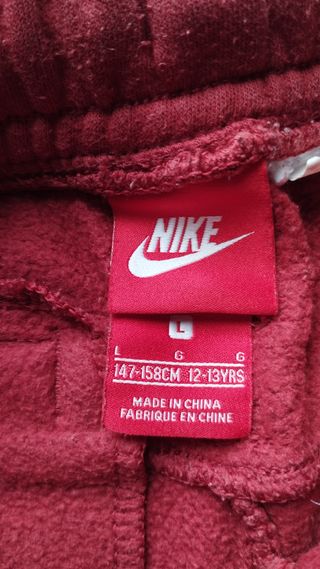 NIKE
L
L G G
147-158CM 12-13YRS
MADE IN CHINA
FABRIQUE EN CHINE